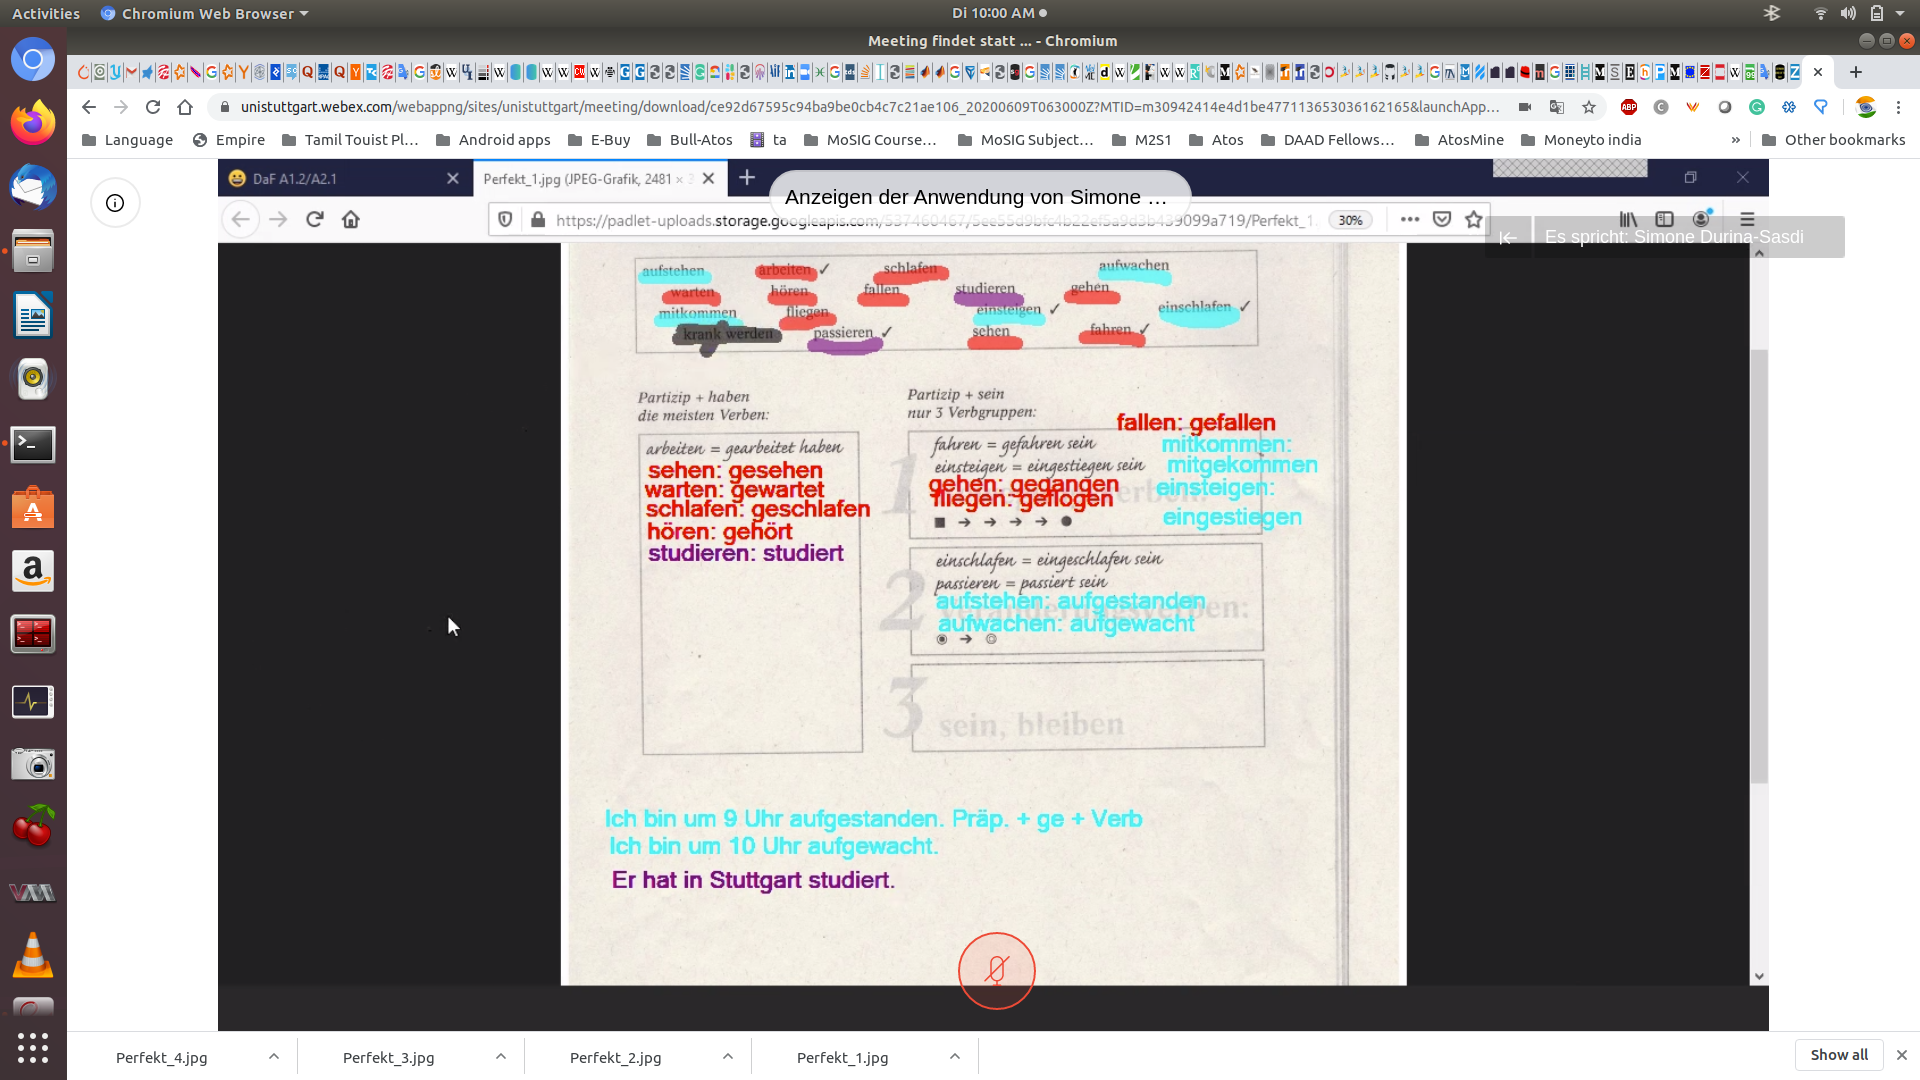 Activities
Chromium Web Browser
Di 10:00 AM
Meeting findet statt ... - Chromium
unistuttgart.webex.com/webappng/sites/unistuttgart/meeting/download/ce92d67595c94ba9be0cb4c7c21ae106_20200609T063000Z?MTID=m30942414e4d1be477113653036162165&launchApp...
Language
Empire
Tamil Touist Pl...
Android apps
E-Buy
Bull-Atos
ta
MoSIG Course...
MoSIG Subject...
M2S1
Atos
DAAD Fellows...
AtosMine
Moneyto india
Other bookmarks
DaF A1.2/A2.1
Perfekt_1.jpg (JPEG-Grafik, 2481 ×
Anzeigen der Anwendung von Simone ...
30%
Es spricht: Simone Durina-Sasdi
aufstehen arbeiten ✓ schlafen aufwachen
warten hören fallen studieren gehen
mitkommen fliegen einsteigen ✓ einschlafen ✓
krank werden passieren ✓ sehen fahren ✓
Partizip + haben
die meisten Verben:
arbeiten = gearbeitet haben
sehen: gesehen
warten: gewartet
schlafen: geschlafen
hören: gehört
studieren: studiert
Partizip + sein
nur 3 Verbgruppen:
fallen: gefallen
1
fahren = gefahren sein
mitkommen:
einsteigen = eingestiegen sein
mitgekommen
gehen: gegangen
einsteigen:
fliegen: geflogen
eingestiegen
2
einschlafen = eingeschlafen sein
passieren = passiert sein
aufstehen: aufgestanden
aufwachen: aufgewacht
3
sein, bleiben
Ich bin um 9 Uhr aufgestanden. Präp. + ge + Verb
Ich bin um 10 Uhr aufgewacht.
Er hat in Stuttgart studiert.
Perfekt_4.jpg
Perfekt_3.jpg
Perfekt_2.jpg
Perfekt_1.jpg
Show all